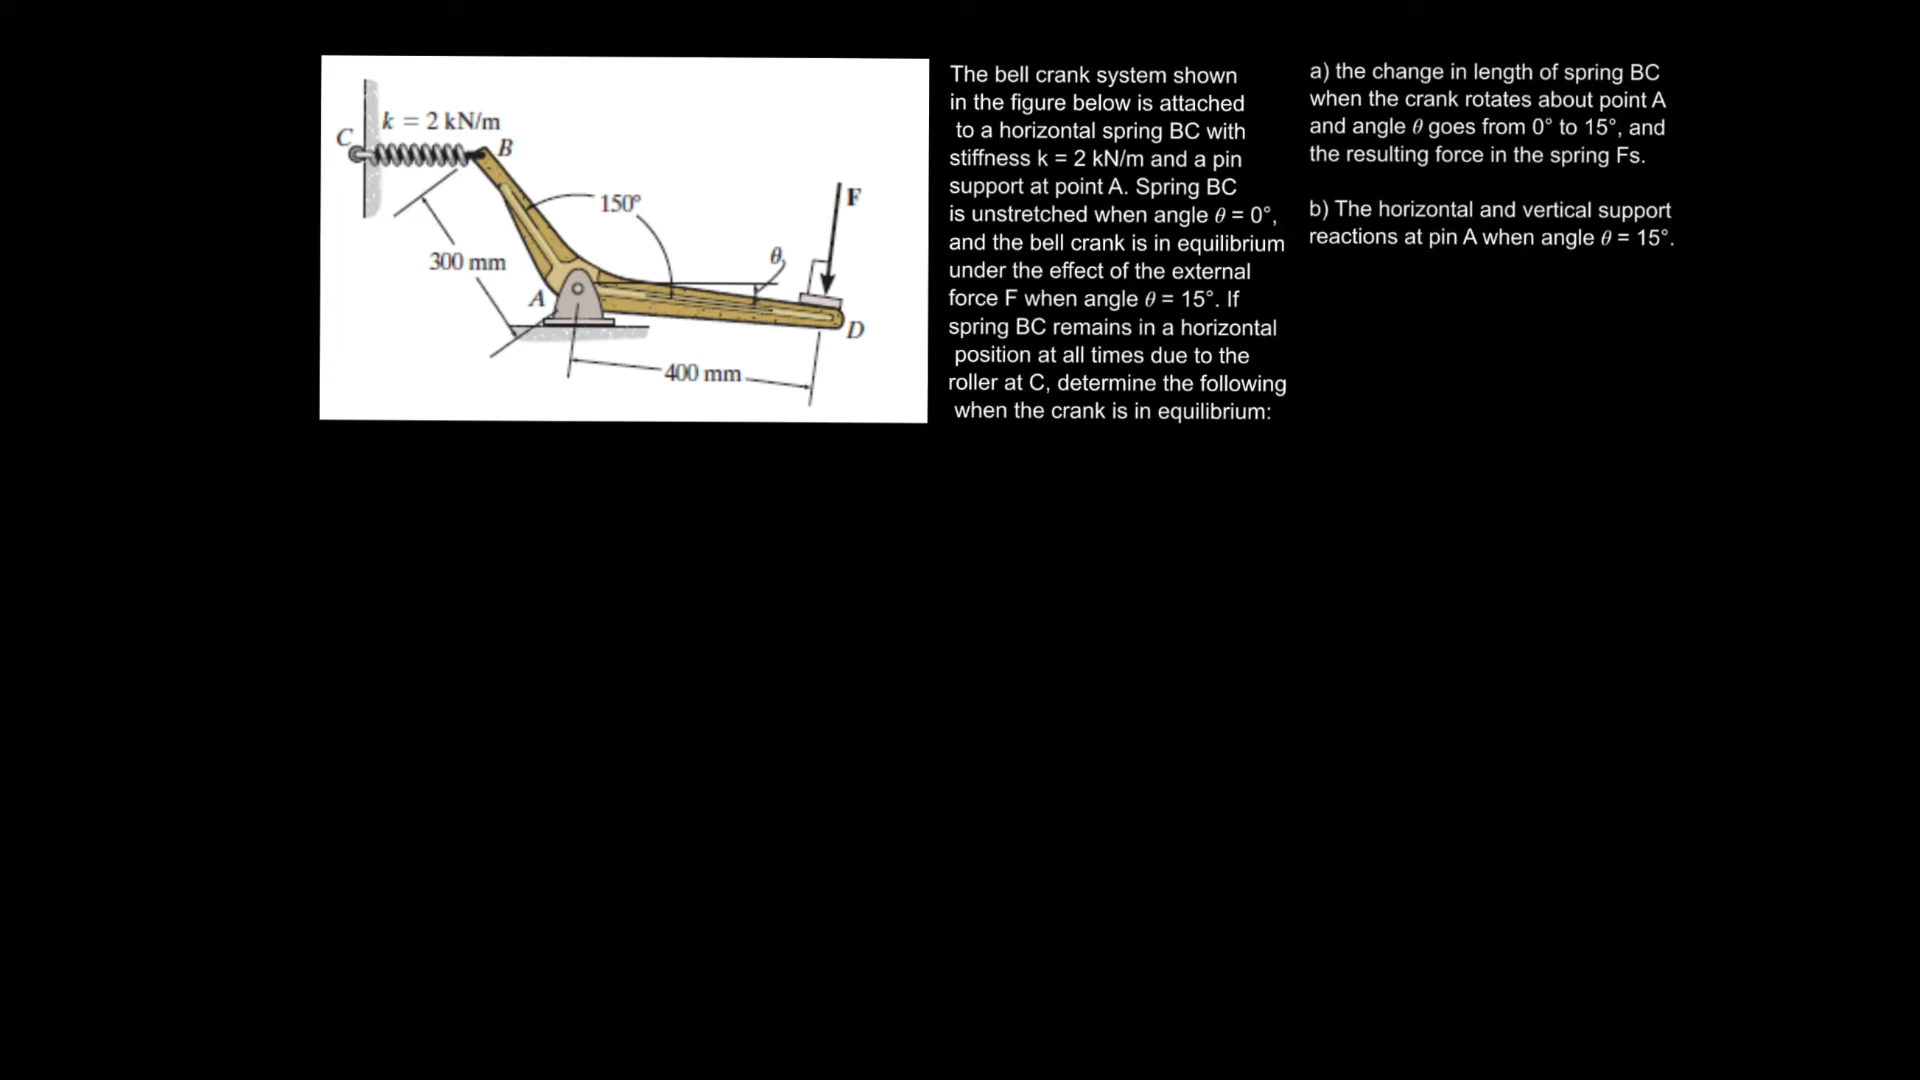 k = 2 kN/m
C
B
150°
F
300 mm
θ
A
D
400 mm
The bell crank system shown
in the figure below is attached
to a horizontal spring BC with
stiffness k = 2 kN/m and a pin
support at point A. Spring BC
is unstretched when angle θ = 0°,
and the bell crank is in equilibrium
under the effect of the external
force F when angle θ = 15°. If
spring BC remains in a horizontal
position at all times due to the
roller at C, determine the following
when the crank is in equilibrium:
a) the change in length of spring BC
when the crank rotates about point A
and angle θ goes from 0° to 15°, and
the resulting force in the spring Fs.
b) The horizontal and vertical support
reactions at pin A when angle θ = 15°.